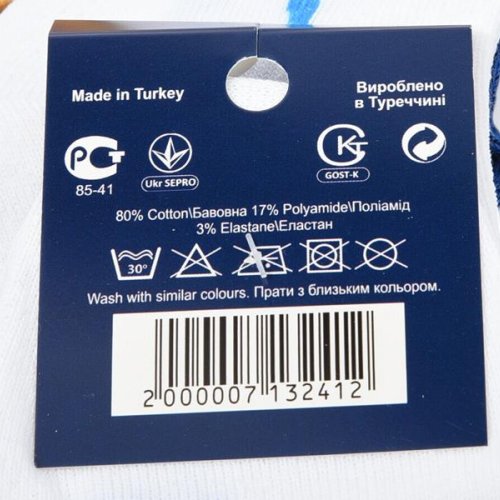 Made in Turkey
Вироблено
в Туреччині
РСТ
85-41
Ukr SEPRO
GOST-K
80% Cotton\Бавовна 17% Polyamide\Поліамід
3% Elastane\Еластан
30°
Wash with similar colours. Прати з близьким кольором.
2 000007 132412